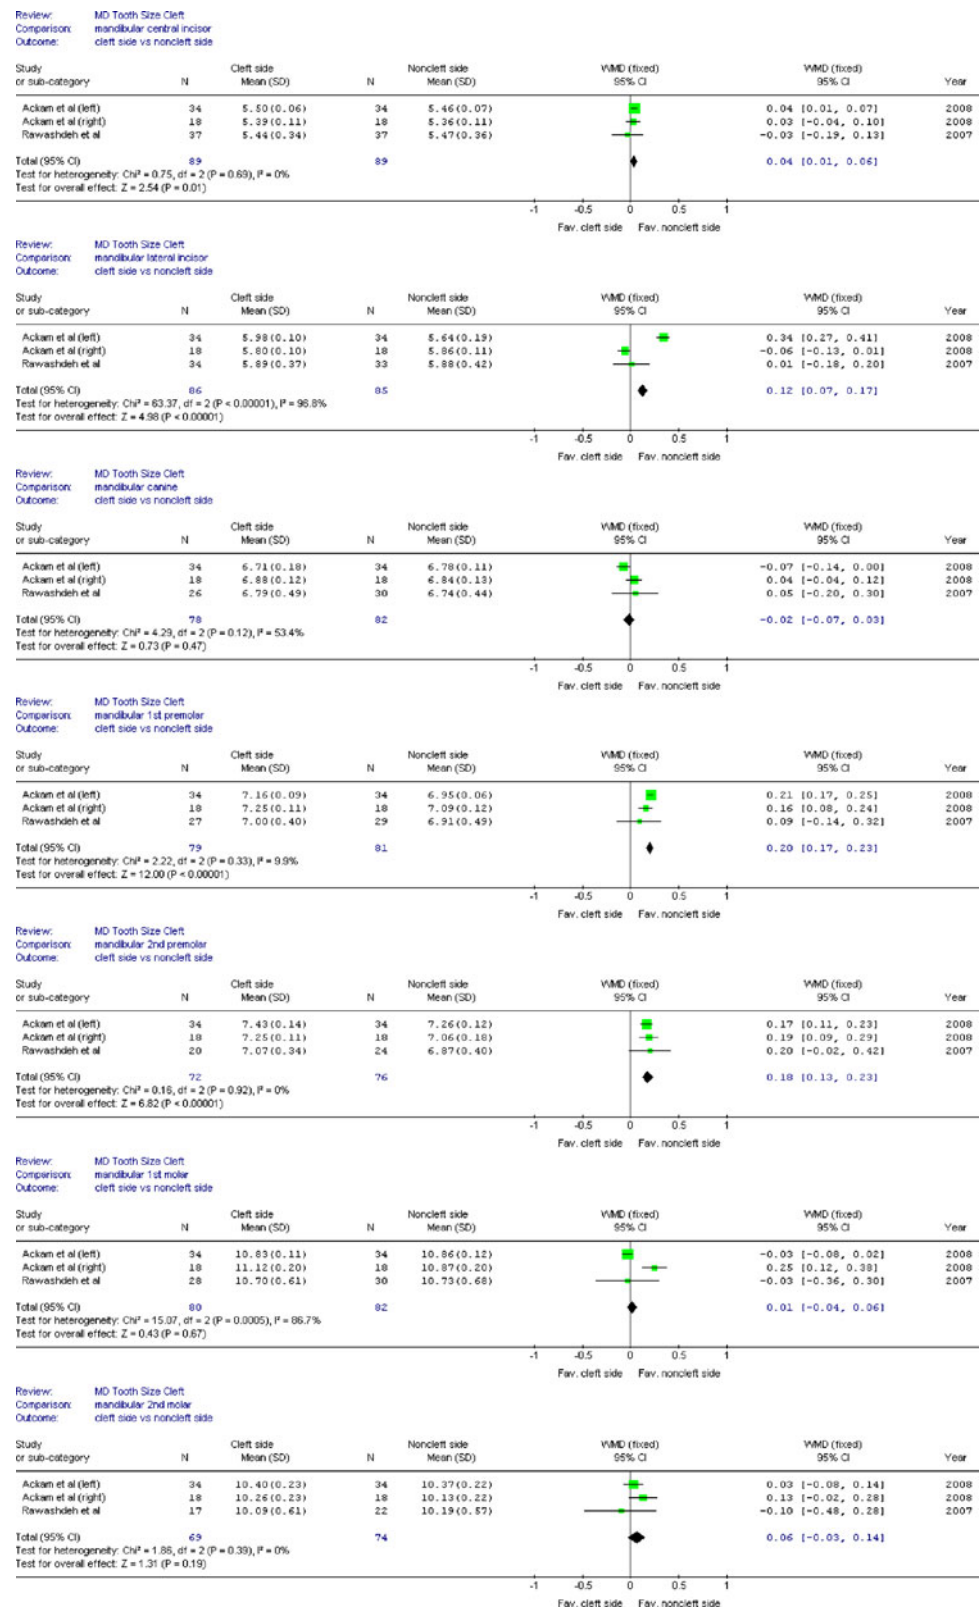 Review: MD Tooth Size Cleft
Comparison: mandibular central incisor
Outcome: cleft side vs noncleft side
Study Cleft side Noncleft side WMD (fixed) WMD (fixed)
or sub-category N Mean (SD) N Mean (SD) 95% CI 95% CI Year
Ackam et al (left) 34 5.50(0.06) 34 5.46(0.07) 0.04 [0.01, 0.07] 2008
Ackam et al (right) 18 5.39(0.11) 18 5.36(0.11) 0.03 [-0.04, 0.10] 2008
Rawashdeh et al 37 5.44(0.34) 37 5.47(0.36) -0.03 [-0.19, 0.13] 2007
Total (95% CI) 89 89 0.04 [0.01, 0.06]
Test for heterogeneity: Chi² = 0.75, df = 2 (P = 0.69), I² = 0%
Test for overall effect: Z = 2.54 (P = 0.01)
-1 -0.5 0 0.5 1
Fav. cleft side Fav. noncleft side
Review: MD Tooth Size Cleft
Comparison: mandibular lateral incisor
Outcome: cleft side vs noncleft side
Study Cleft side Noncleft side WMD (fixed) WMD (fixed)
or sub-category N Mean (SD) N Mean (SD) 95% CI 95% CI Year
Ackam et al (left) 34 5.98(0.10) 34 5.64(0.19) 0.34 [0.27, 0.41] 2008
Ackam et al (right) 18 5.80(0.10) 18 5.86(0.11) -0.06 [-0.13, 0.01] 2008
Rawashdeh et al 34 5.89(0.37) 33 5.88(0.42) 0.01 [-0.18, 0.20] 2007
Total (95% CI) 86 85 0.12 [0.07, 0.17]
Test for heterogeneity: Chi² = 63.37, df = 2 (P < 0.00001), I² = 96.8%
Test for overall effect: Z = 4.98 (P < 0.00001)
-1 -0.5 0 0.5 1
Fav. cleft side Fav. noncleft side
Review: MD Tooth Size Cleft
Comparison: mandibular canine
Outcome: cleft side vs noncleft side
Study Cleft side Noncleft side WMD (fixed) WMD (fixed)
or sub-category N Mean (SD) N Mean (SD) 95% CI 95% CI Year
Ackam et al (left) 34 6.71(0.18) 34 6.78(0.11) -0.07 [-0.14, 0.00] 2008
Ackam et al (right) 18 6.88(0.12) 18 6.84(0.13) 0.04 [-0.04, 0.12] 2008
Rawashdeh et al 26 6.79(0.49) 30 6.74(0.44) 0.05 [-0.20, 0.30] 2007
Total (95% CI) 78 82 -0.02 [-0.07, 0.03]
Test for heterogeneity: Chi² = 4.29, df = 2 (P = 0.12), I² = 53.4%
Test for overall effect: Z = 0.73 (P = 0.47)
-1 -0.5 0 0.5 1
Fav. cleft side Fav. noncleft side
Review: MD Tooth Size Cleft
Comparison: mandibular 1st premolar
Outcome: cleft side vs noncleft side
Study Cleft side Noncleft side WMD (fixed) WMD (fixed)
or sub-category N Mean (SD) N Mean (SD) 95% CI 95% CI Year
Ackam et al (left) 34 7.16(0.09) 34 6.95(0.06) 0.21 [0.17, 0.25] 2008
Ackam et al (right) 18 7.25(0.11) 18 7.09(0.12) 0.16 [0.08, 0.24] 2008
Rawashdeh et al 27 7.00(0.40) 29 6.91(0.49) 0.09 [-0.14, 0.32] 2007
Total (95% CI) 79 81 0.20 [0.17, 0.23]
Test for heterogeneity: Chi² = 2.22, df = 2 (P = 0.33), I² = 9.9%
Test for overall effect: Z = 12.00 (P < 0.00001)
-1 -0.5 0 0.5 1
Fav. cleft side Fav. noncleft side
Review: MD Tooth Size Cleft
Comparison: mandibular 2nd premolar
Outcome: cleft side vs noncleft side
Study Cleft side Noncleft side WMD (fixed) WMD (fixed)
or sub-category N Mean (SD) N Mean (SD) 95% CI 95% CI Year
Ackam et al (left) 34 7.43(0.14) 34 7.26(0.12) 0.17 [0.11, 0.23] 2008
Ackam et al (right) 18 7.25(0.11) 18 7.06(0.18) 0.19 [0.09, 0.29] 2008
Rawashdeh et al 20 7.07(0.34) 24 6.87(0.40) 0.20 [-0.02, 0.42] 2007
Total (95% CI) 72 76 0.18 [0.13, 0.23]
Test for heterogeneity: Chi² = 0.16, df = 2 (P = 0.92), I² = 0%
Test for overall effect: Z = 6.82 (P < 0.00001)
-1 -0.5 0 0.5 1
Fav. cleft side Fav. noncleft side
Review: MD Tooth Size Cleft
Comparison: mandibular 1st molar
Outcome: cleft side vs noncleft side
Study Cleft side Noncleft side WMD (fixed) WMD (fixed)
or sub-category N Mean (SD) N Mean (SD) 95% CI 95% CI Year
Ackam et al (left) 34 10.83(0.11) 34 10.86(0.12) -0.03 [-0.08, 0.02] 2008
Ackam et al (right) 18 11.12(0.20) 18 10.87(0.20) 0.25 [0.12, 0.38] 2008
Rawashdeh et al 28 10.70(0.61) 30 10.73(0.68) -0.03 [-0.36, 0.30] 2007
Total (95% CI) 80 82 0.01 [-0.04, 0.06]
Test for heterogeneity: Chi² = 15.07, df = 2 (P = 0.0005), I² = 86.7%
Test for overall effect: Z = 0.43 (P = 0.67)
-1 -0.5 0 0.5 1
Fav. cleft side Fav. noncleft side
Review: MD Tooth Size Cleft
Comparison: mandibular 2nd molar
Outcome: cleft side vs noncleft side
Study Cleft side Noncleft side WMD (fixed) WMD (fixed)
or sub-category N Mean (SD) N Mean (SD) 95% CI 95% CI Year
Ackam et al (left) 34 10.40(0.23) 34 10.37(0.22) 0.03 [-0.08, 0.14] 2008
Ackam et al (right) 18 10.26(0.23) 18 10.13(0.22) 0.13 [-0.02, 0.28] 2008
Rawashdeh et al 17 10.09(0.61) 22 10.19(0.57) -0.10 [-0.48, 0.28] 2007
Total (95% CI) 69 74 0.06 [-0.03, 0.14]
Test for heterogeneity: Chi² = 1.86, df = 2 (P = 0.39), I² = 0%
Test for overall effect: Z = 1.31 (P = 0.19)
-1 -0.5 0 0.5 1
Fav. cleft side Fav. noncleft side